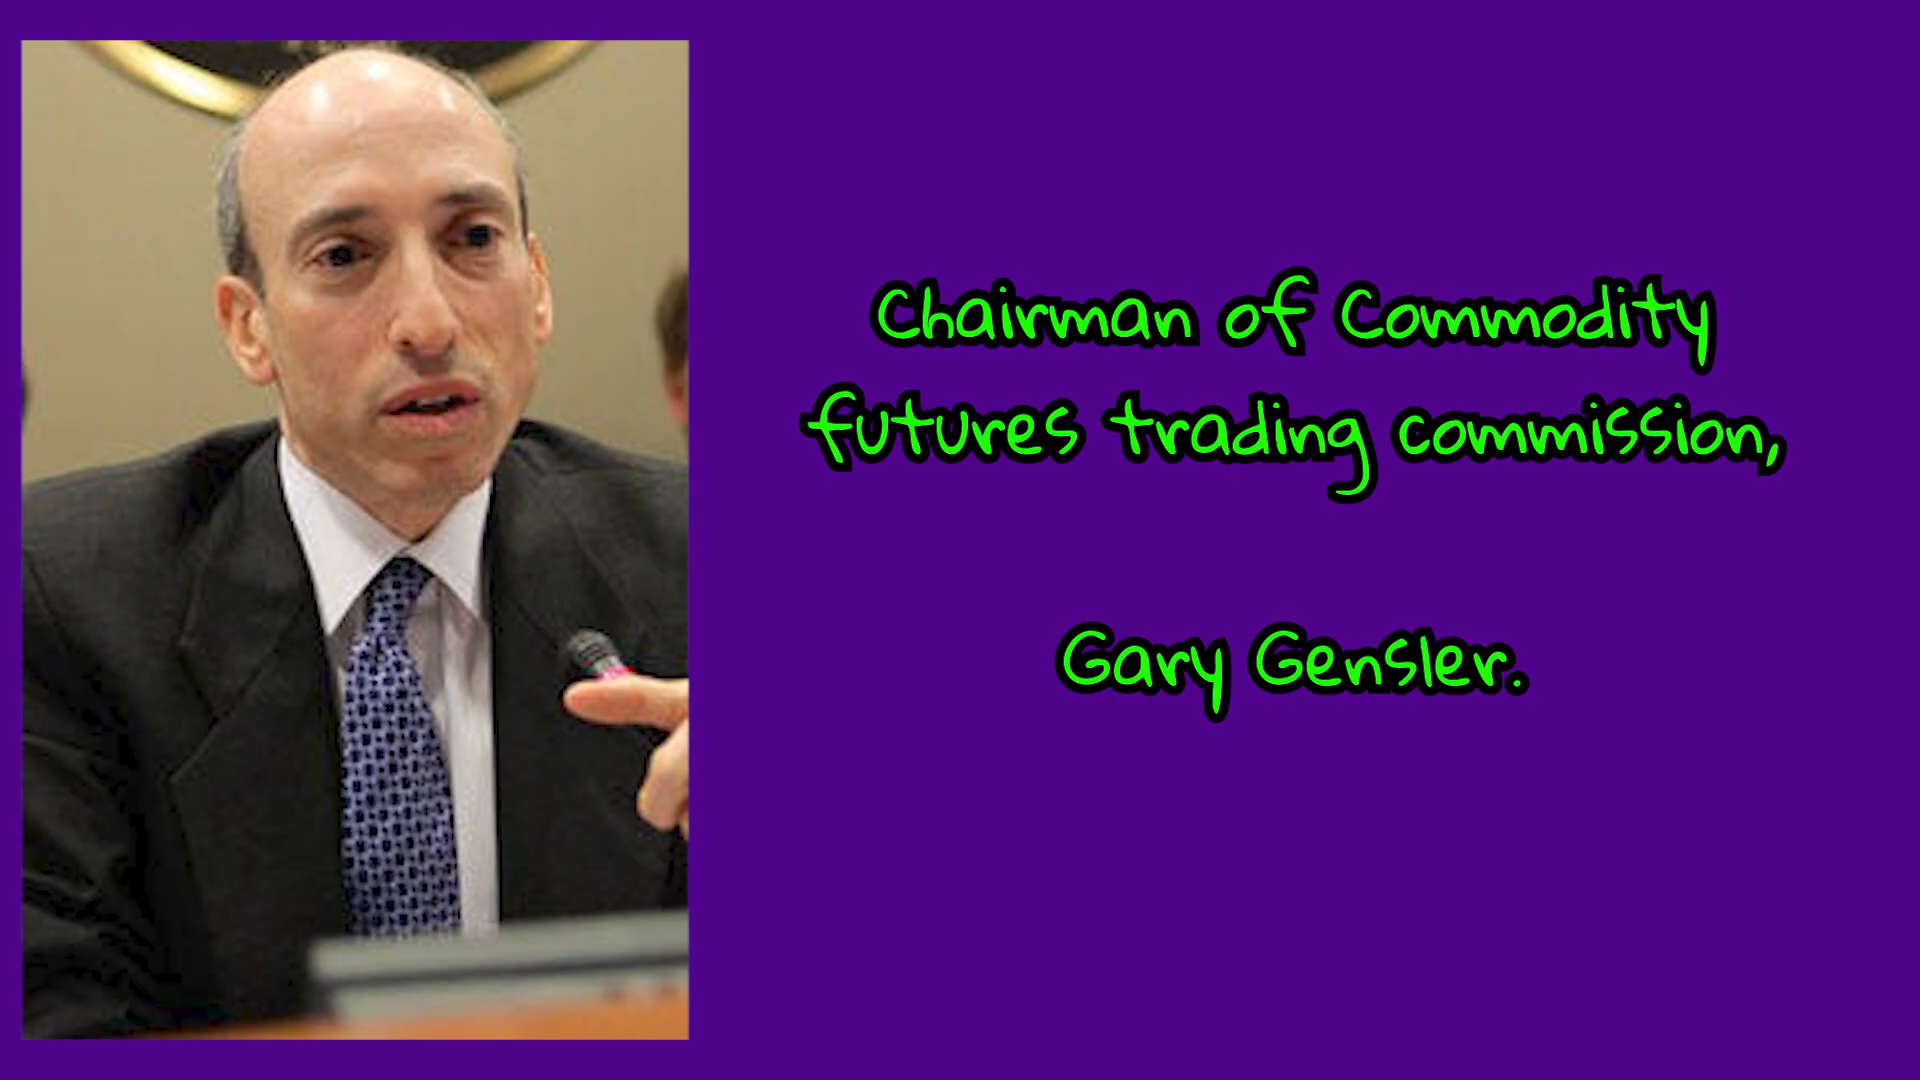 Chairman of Commodity
futures trading commission,
Gary Gensler.